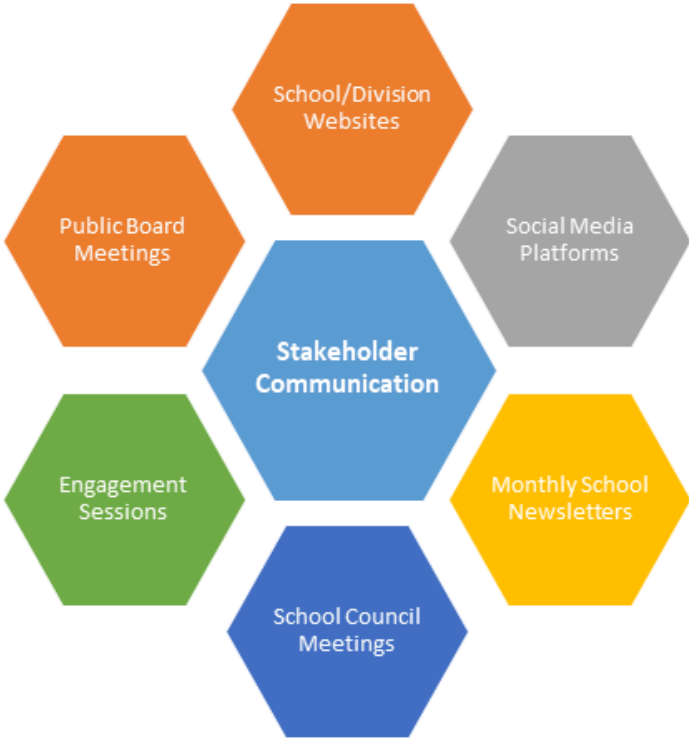 School/Division
Websites
Public Board
Meetings
Social Media
Platforms
Stakeholder
Communication
Engagement
Sessions
Monthly School
Newsletters
School Council
Meetings